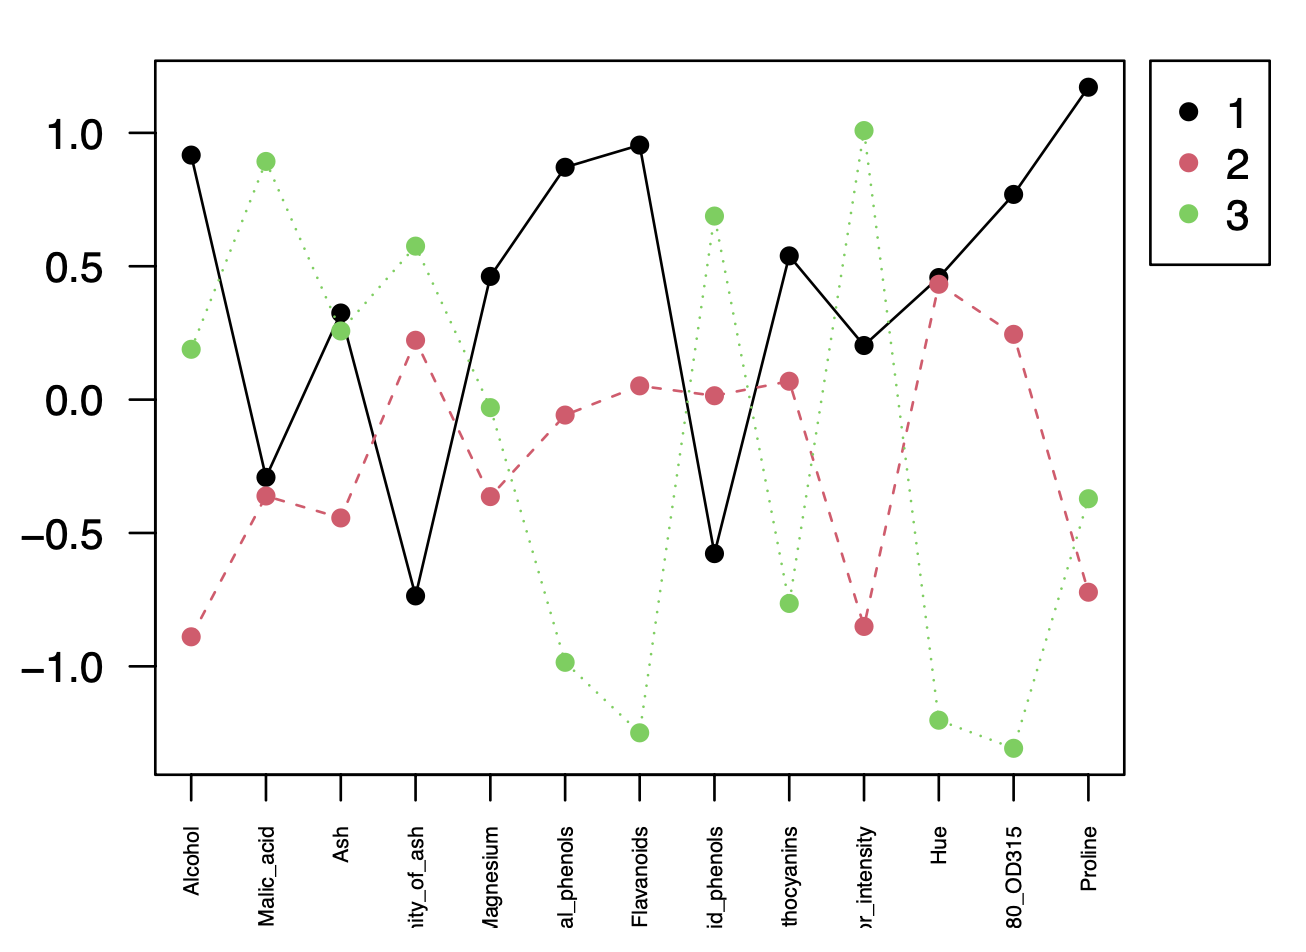 1.0
0.5
0.0
−0.5
−1.0
1
2
3
Alcohol
Malic_acid
Ash
nity_of_ash
Magnesium
al_phenols
Flavanoids
id_phenols
thocyanins
or_intensity
Hue
80_OD315
Proline